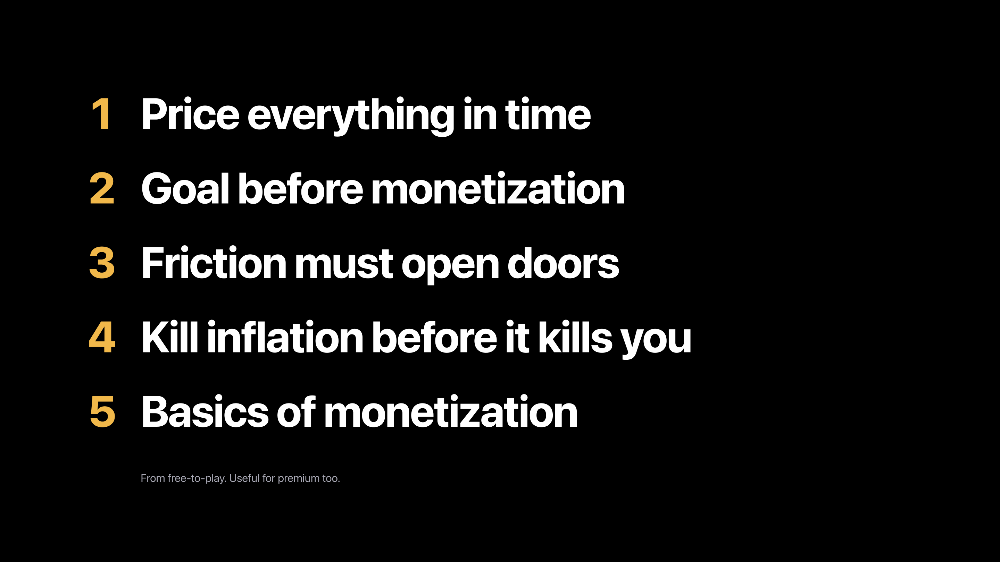 1 Price everything in time
2 Goal before monetization
3 Friction must open doors
4 Kill inflation before it kills you
5 Basics of monetization
From free-to-play. Useful for premium too.